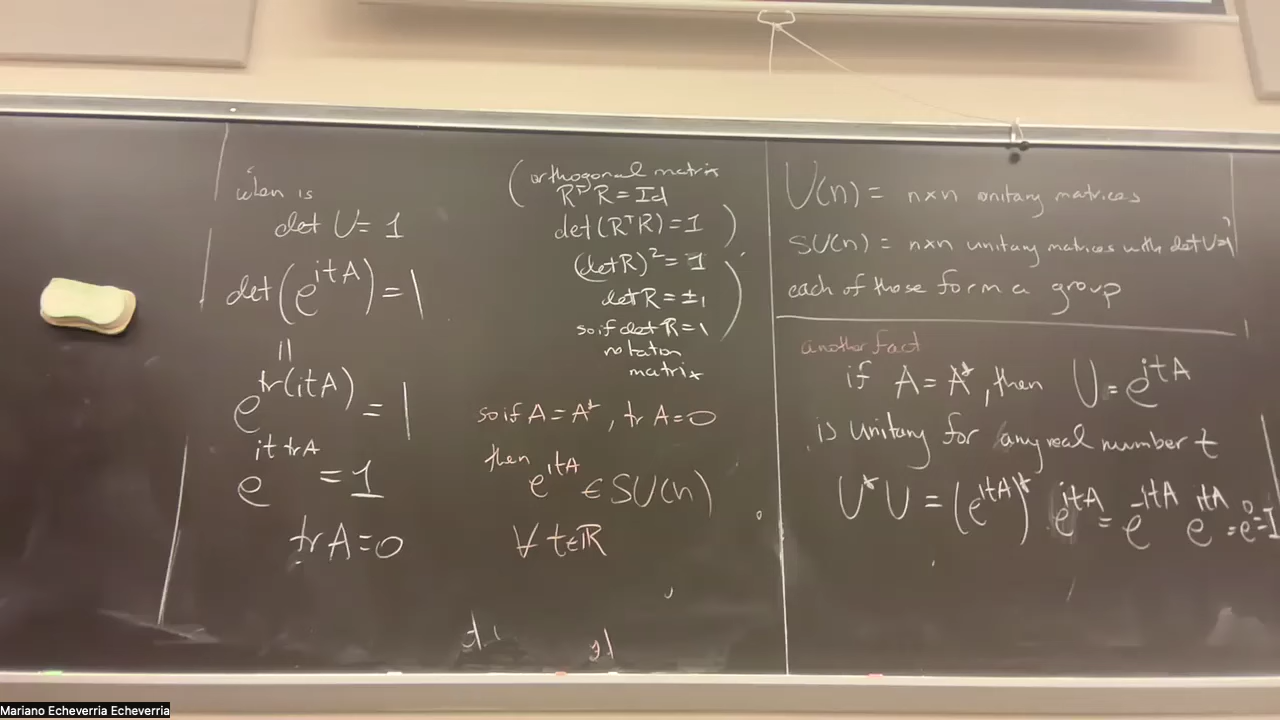 when is
det U = 1
det(e^{itA}) = 1
||
e^{tr(itA)} = 1
e^{it trA} = 1
tr A = 0
(orthogonal matrix
R^T R = Id
det(R^T R) = 1 )
(det R)^2 = 1
det R = ±1
so if det R = 1
rotation
matrix
so if A = A^*, tr A = 0
then
e^{itA} ∈ SU(n)
∀ t∈ℝ
U(n) = n×n unitary matrices
SU(n) = n×n unitary matrices with det U=1
each of those form a group
another fact
if A = A^*, then U = e^{itA}
is unitary for any real number t
U^* U = (e^{itA})^* e^{itA} = e^{-itA} e^{itA} = e^0 = I
Mariano Echeverria Echeverria